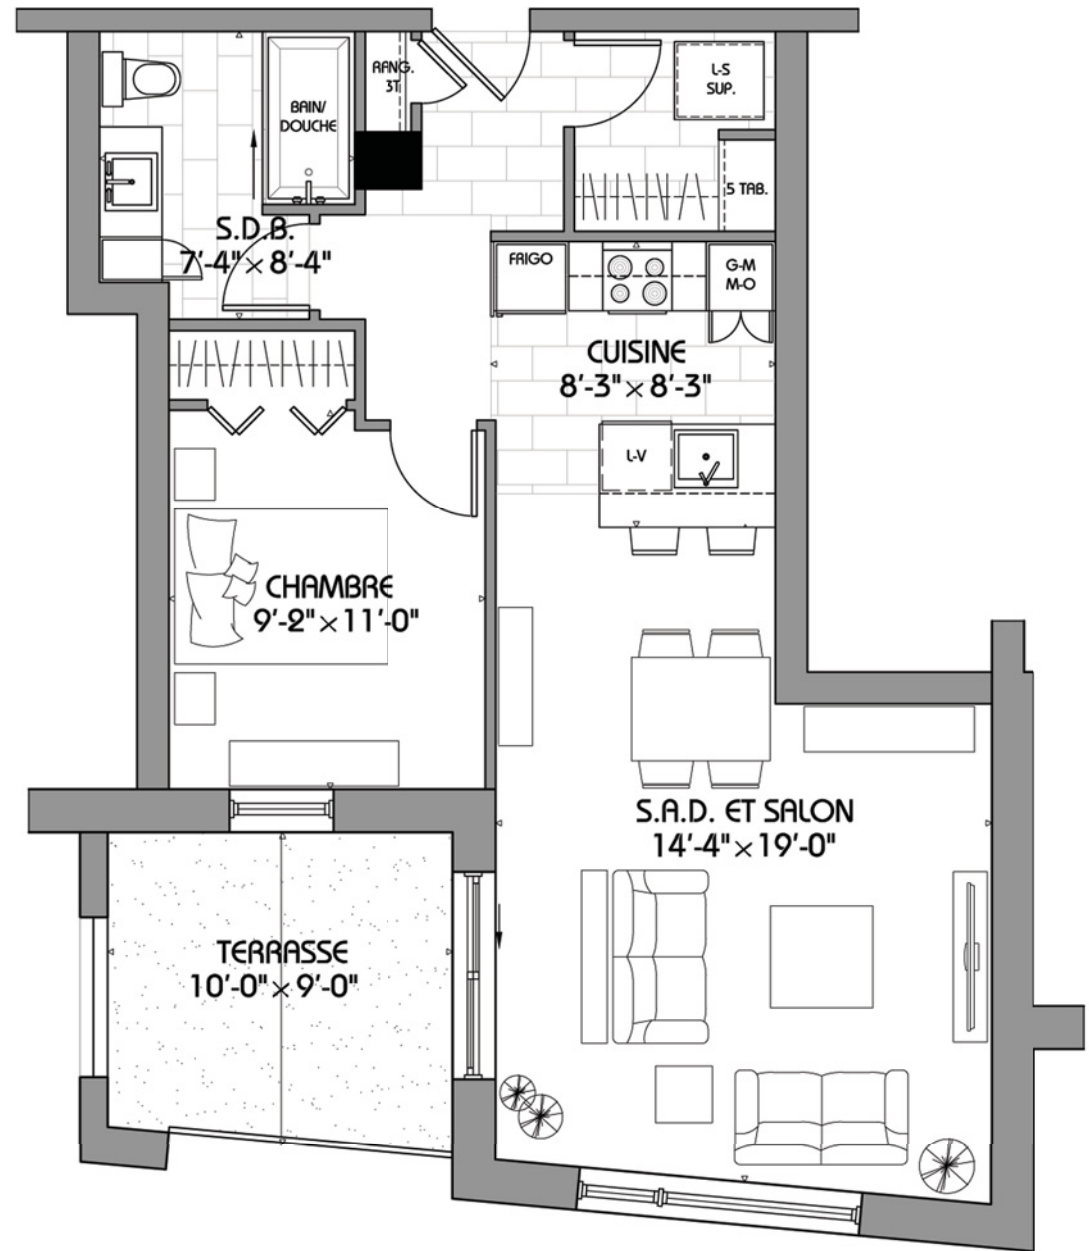 RANG.
3T
L-S
SUP.
BAIN/
DOUCHE
5 TAB.
S.D.B.
7'-4" × 8'-4"
FRIGO
G-M
M-O
CUISINE
8'-3" × 8'-3"
L-V
CHAMBRE
9'-2" × 11'-0"
S.A.D. ET SALON
14'-4" × 19'-0"
TERRASSE
10'-0" × 9'-0"